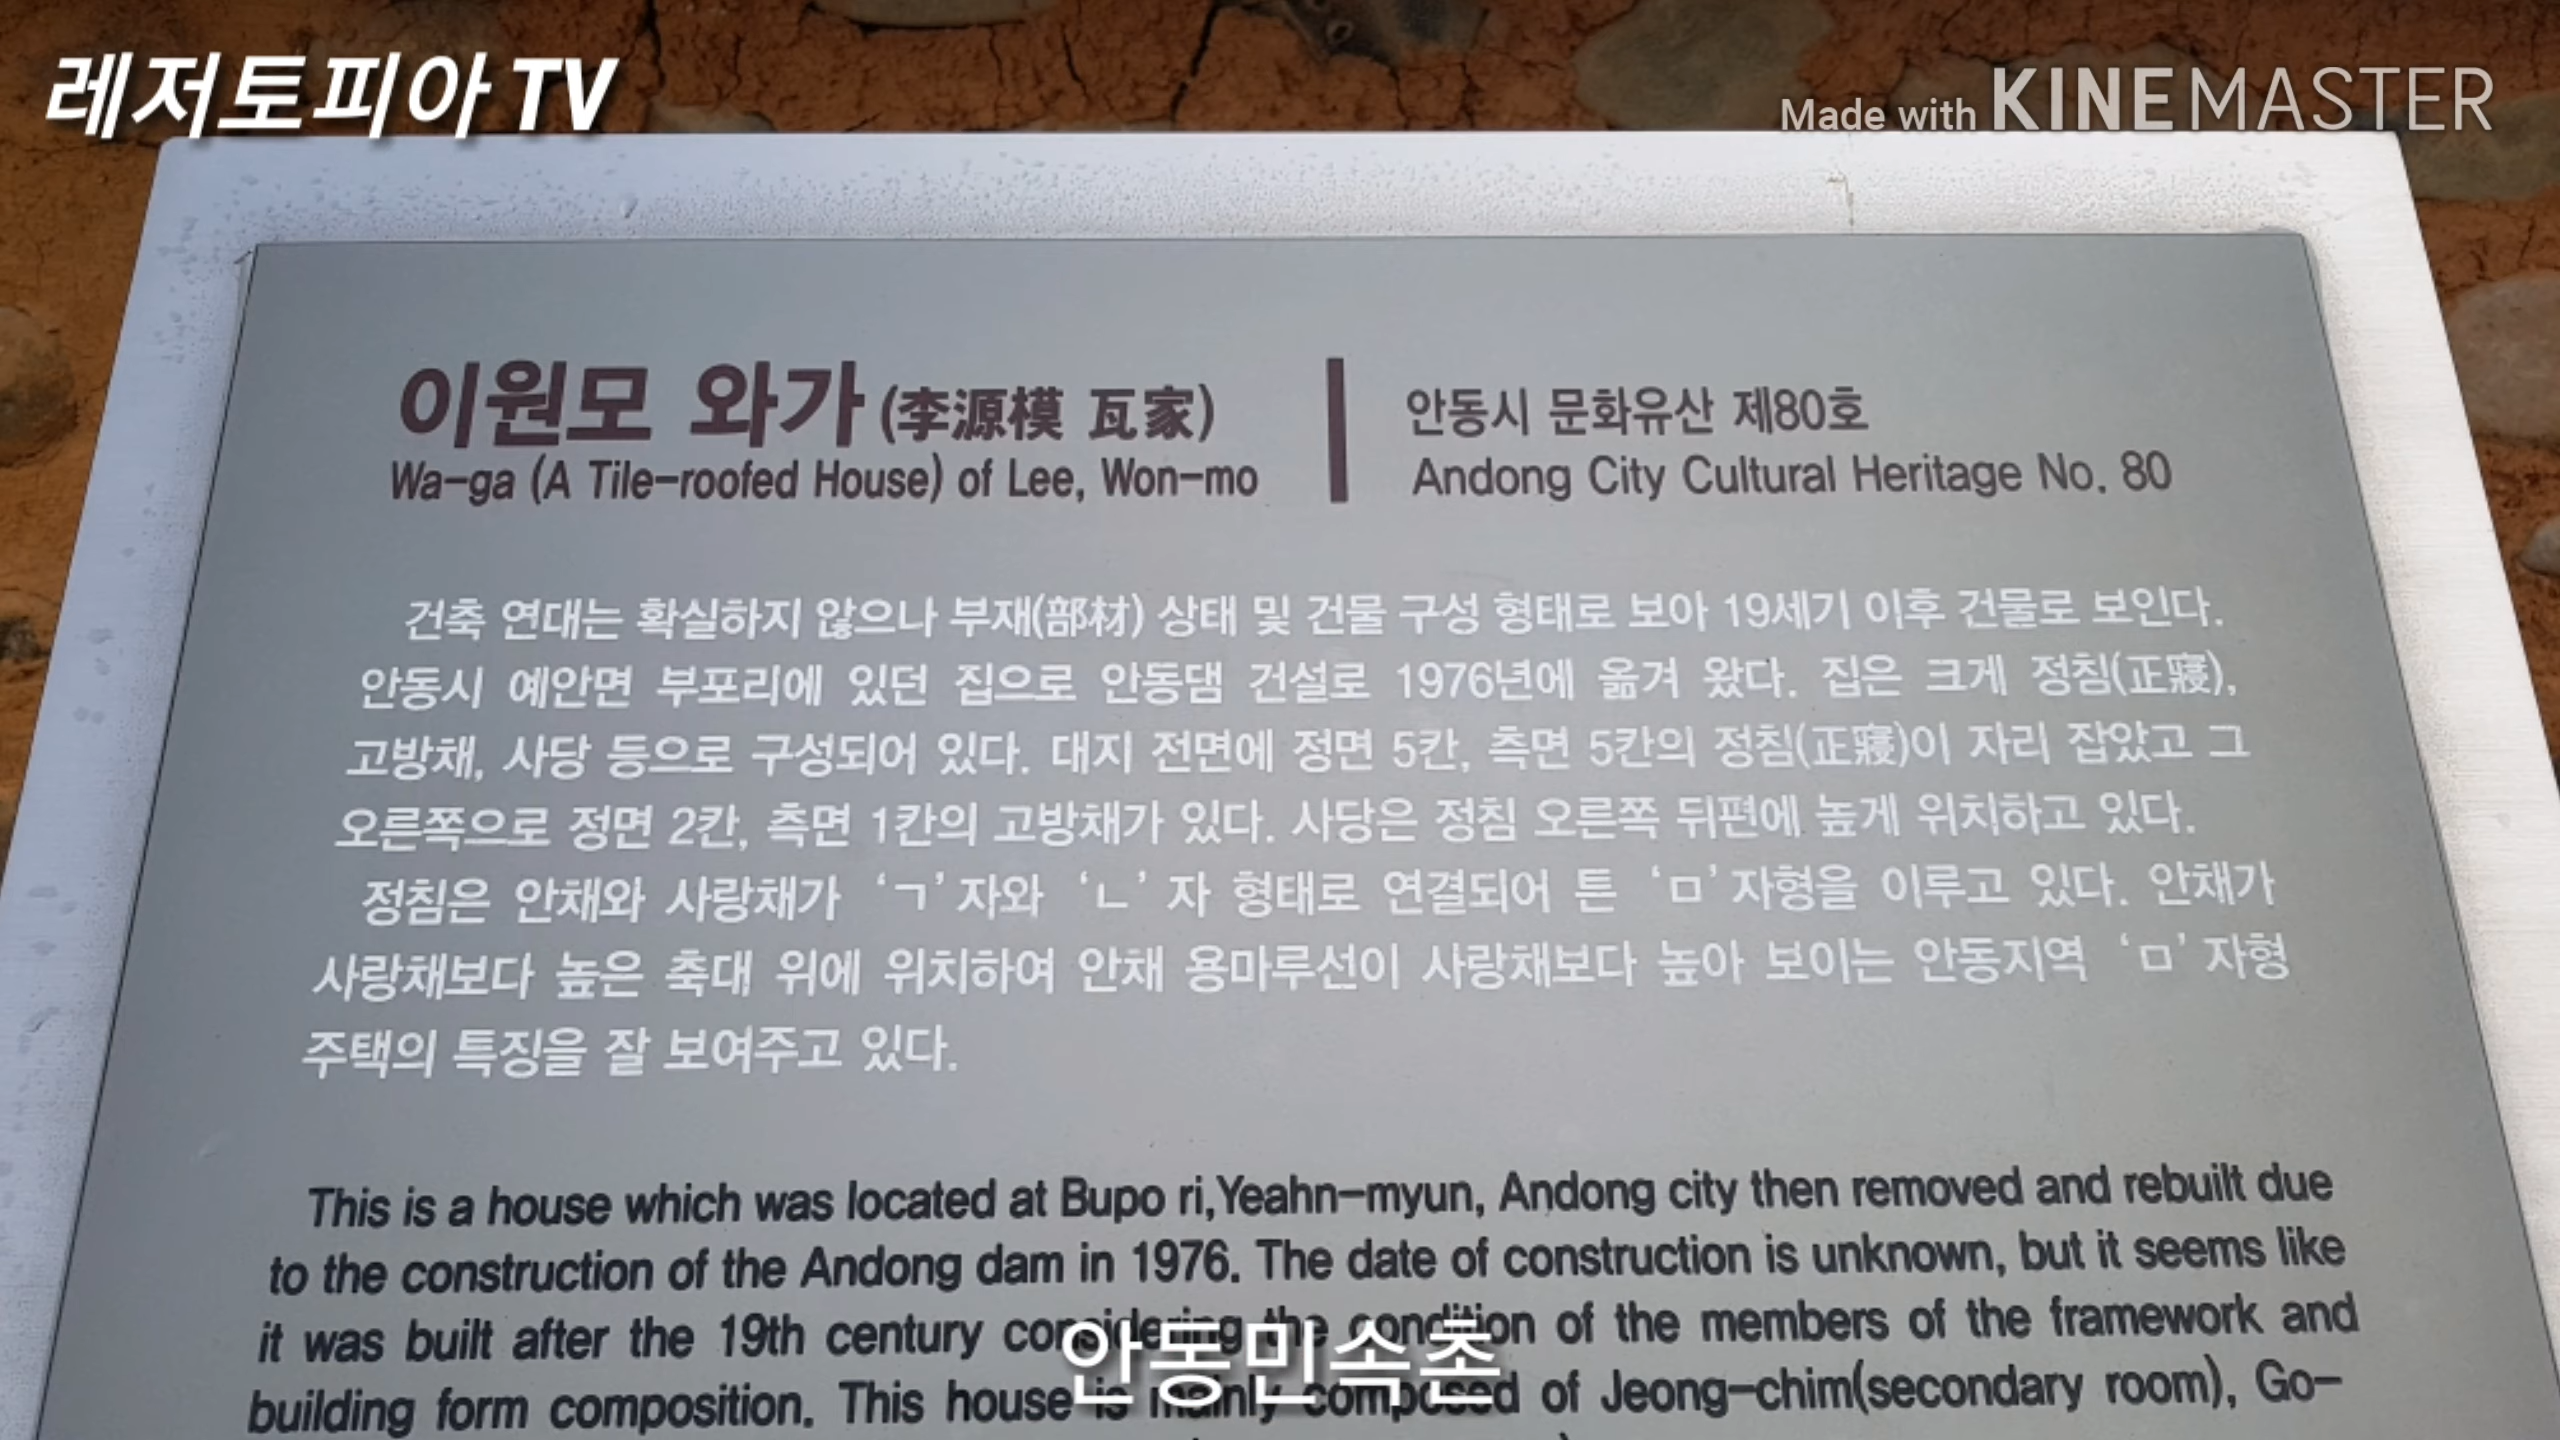 레저토피아 TV
Made with KINEMASTER
이원모 와가 (李源模 瓦家)
Wa-ga (A Tile-roofed House) of Lee, Won-mo
안동시 문화유산 제80호
Andong City Cultural Heritage No. 80
건축 연대는 확실하지 않으나 부재(部材) 상태 및 건물 구성 형태로 보아 19세기 이후 건물로 보인다.
안동시 예안면 부포리에 있던 집으로 안동댐 건설로 1976년에 옮겨 왔다. 집은 크게 정침(正寢),
고방채, 사당 등으로 구성되어 있다. 대지 전면에 정면 5칸, 측면 5칸의 정침(正寢)이 자리 잡았고 그
오른쪽으로 정면 2칸, 측면 1칸의 고방채가 있다. 사당은 정침 오른쪽 뒤편에 높게 위치하고 있다.
정침은 안채와 사랑채가 ‘ㄱ’자와 ‘ㄴ’ 자 형태로 연결되어 튼 ‘ㅁ’자형을 이루고 있다. 안채가
사랑채보다 높은 축대 위에 위치하여 안채 용마루선이 사랑채보다 높아 보이는 안동지역 ‘ㅁ’자형
주택의 특징을 잘 보여주고 있다.
This is a house which was located at Bupo ri,Yeahn-myun, Andong city then removed and rebuilt due
to the construction of the Andong dam in 1976. The date of construction is unknown, but it seems like
it was built after the 19th century considering the condition of the members of the framework and
building form composition. This house is mainly composed of Jeong-chim(secondary room), Go-
안동민속촌